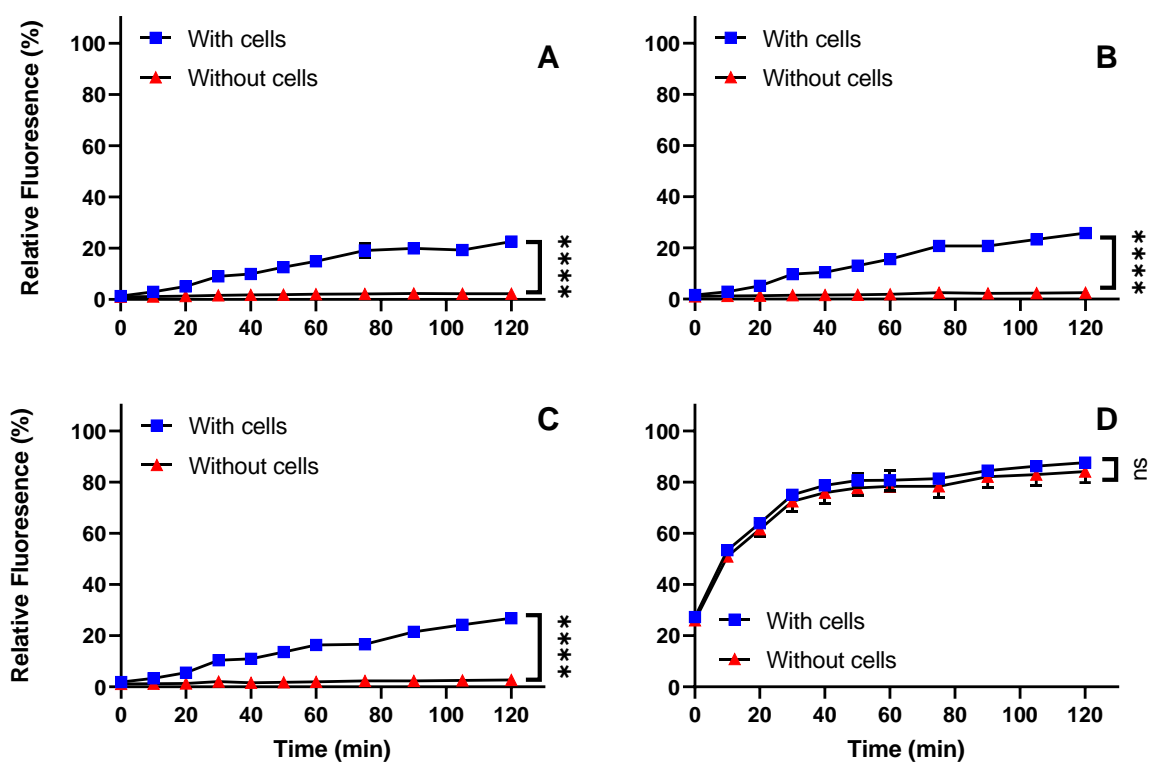 Relative Fluoresence (%)
100
80
60
40
20
0
With cells
Without cells
A
****
0 20 40 60 80 100 120
100
80
60
40
20
0
With cells
Without cells
B
****
0 20 40 60 80 100 120
Relative Fluorescence (%)
100
80
60
40
20
0
With cells
Without cells
C
****
0 20 40 60 80 100 120
Time (min)
100
80
60
40
20
0
D
ns
With cells
Without cells
0 20 40 60 80 100 120
Time (min)